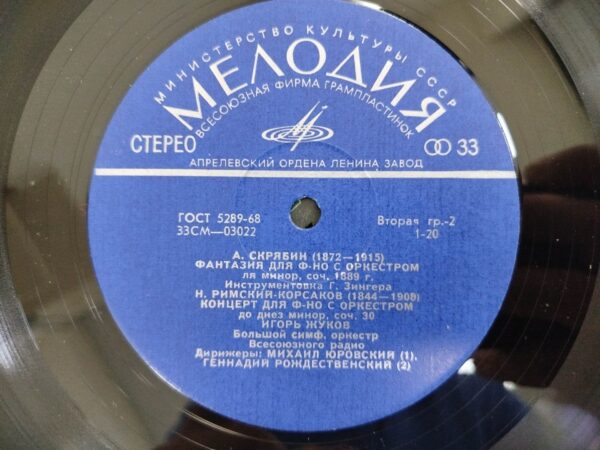 МИНИСТЕРСТВО КУЛЬТУРЫ СССР
МЕЛОДИЯ
ВСЕСОЮЗНАЯ ФИРМА ГРАМПЛАСТИНОК
СТЕРЕО
33
АПРЕЛЕВСКИЙ ОРДЕНА ЛЕНИНА ЗАВОД
ГОСТ 5289-68
Вторая гр.-2
33СМ—03022
1-20
А. СКРЯБИН (1872—1915)
ФАНТАЗИЯ ДЛЯ Ф-НО С ОРКЕСТРОМ
ля минор, соч. 1889 г.
Инструментовка Г. Зингера
Н. РИМСКИЙ-КОРСАКОВ (1844—1908)
КОНЦЕРТ ДЛЯ Ф-НО С ОРКЕСТРОМ
до диез минор, соч. 30
ИГОРЬ ЖУКОВ
Большой симф. оркестр
Всесоюзного радио
Дирижеры: МИХАИЛ ЮРОВСКИЙ (1),
ГЕННАДИЙ РОЖДЕСТВЕНСКИЙ (2)